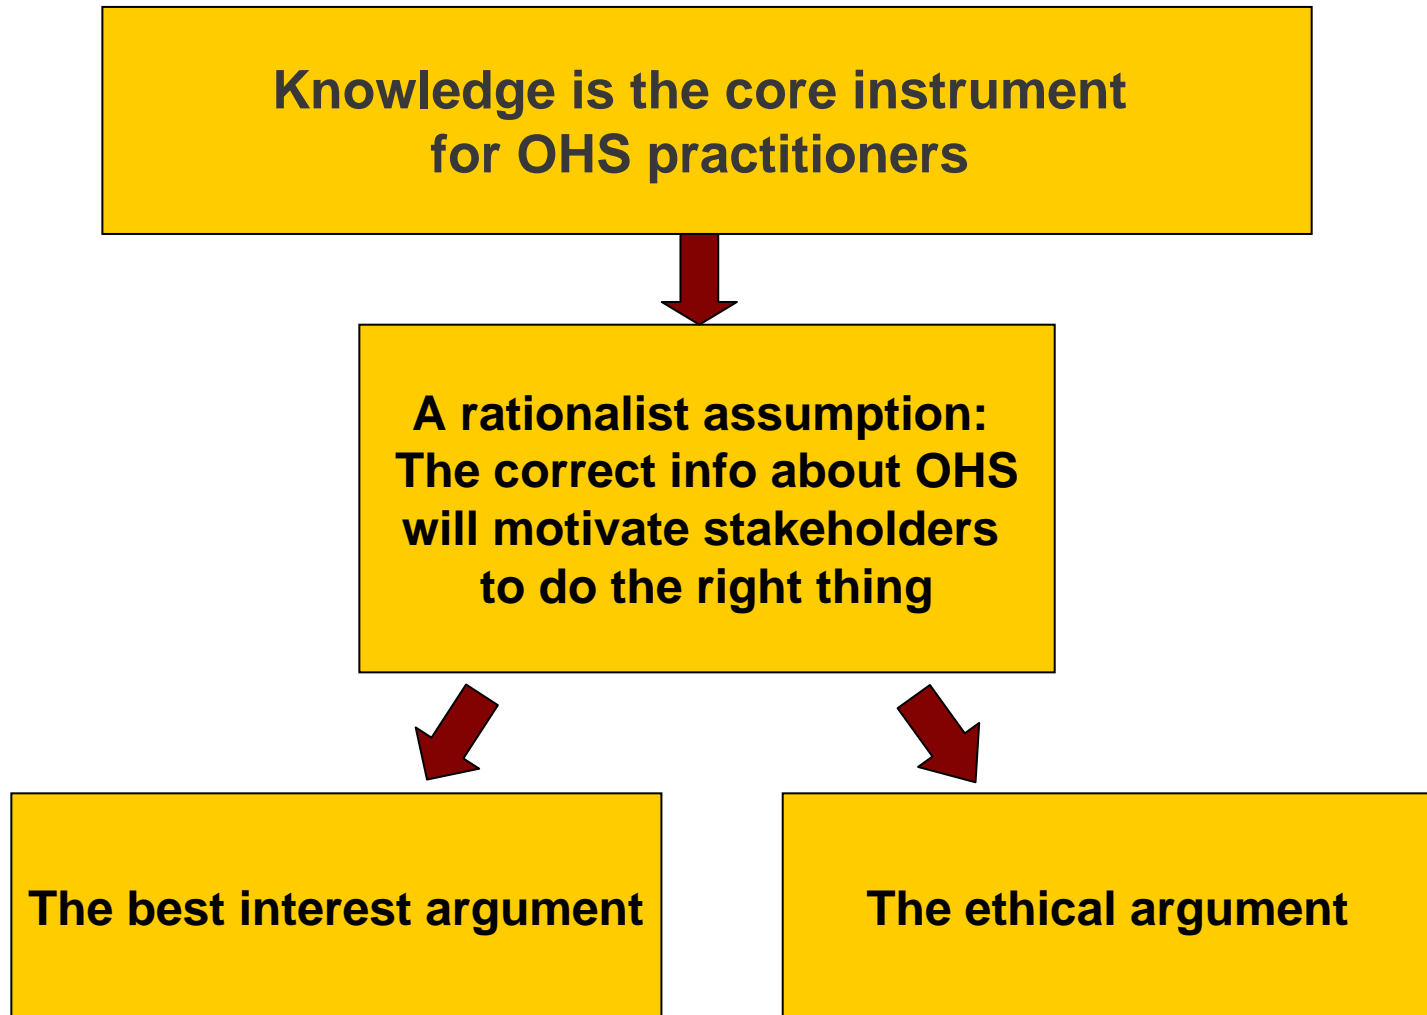 Knowledge is the core instrument
for OHS practitioners
A rationalist assumption:
The correct info about OHS
will motivate stakeholders
to do the right thing
The best interest argument
The ethical argument